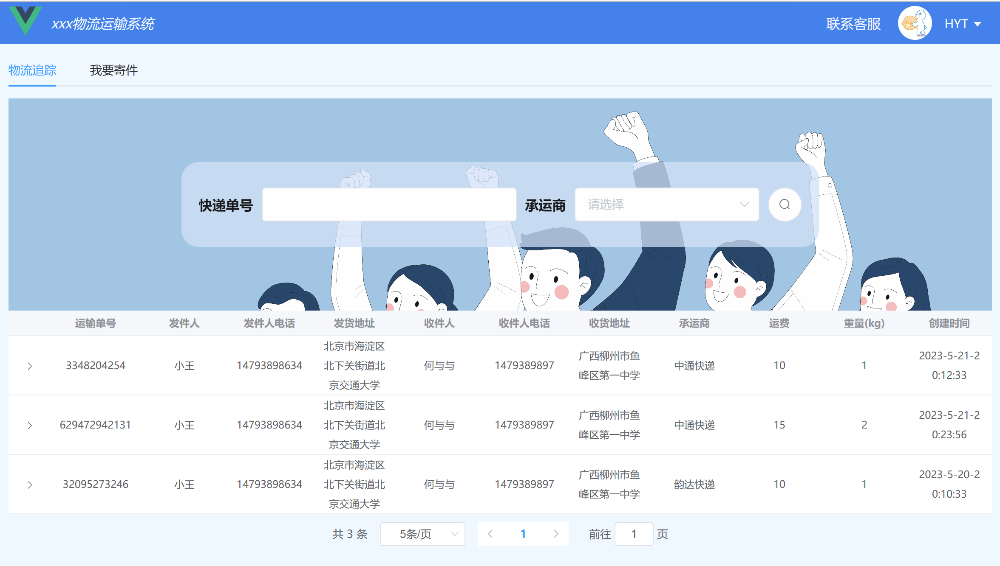 xxx物流运输系统
联系客服
HYT
物流追踪
我要寄件
快递单号
承运商
请选择
运输单号 发件人 发件人电话 发货地址 收件人 收件人电话 收货地址 承运商 运费 重量(kg) 创建时间
3348204254 小王 14793898634 北京市海淀区 何与与 1479389897 广西柳州市鱼 中通快递 10 1 2023-5-21-2
北下关街道北 峰区第一中学 0:12:33
京交通大学
629472942131 小王 14793898634 北京市海淀区 何与与 1479389897 广西柳州市鱼 中通快递 15 2 2023-5-21-2
北下关街道北 峰区第一中学 0:23:56
京交通大学
32095273246 小王 14793898634 北京市海淀区 何与与 1479389897 广西柳州市鱼 韵达快递 10 1 2023-5-20-2
北下关街道北 峰区第一中学 0:10:33
京交通大学
共 3 条 5条/页 1 前往 1 页